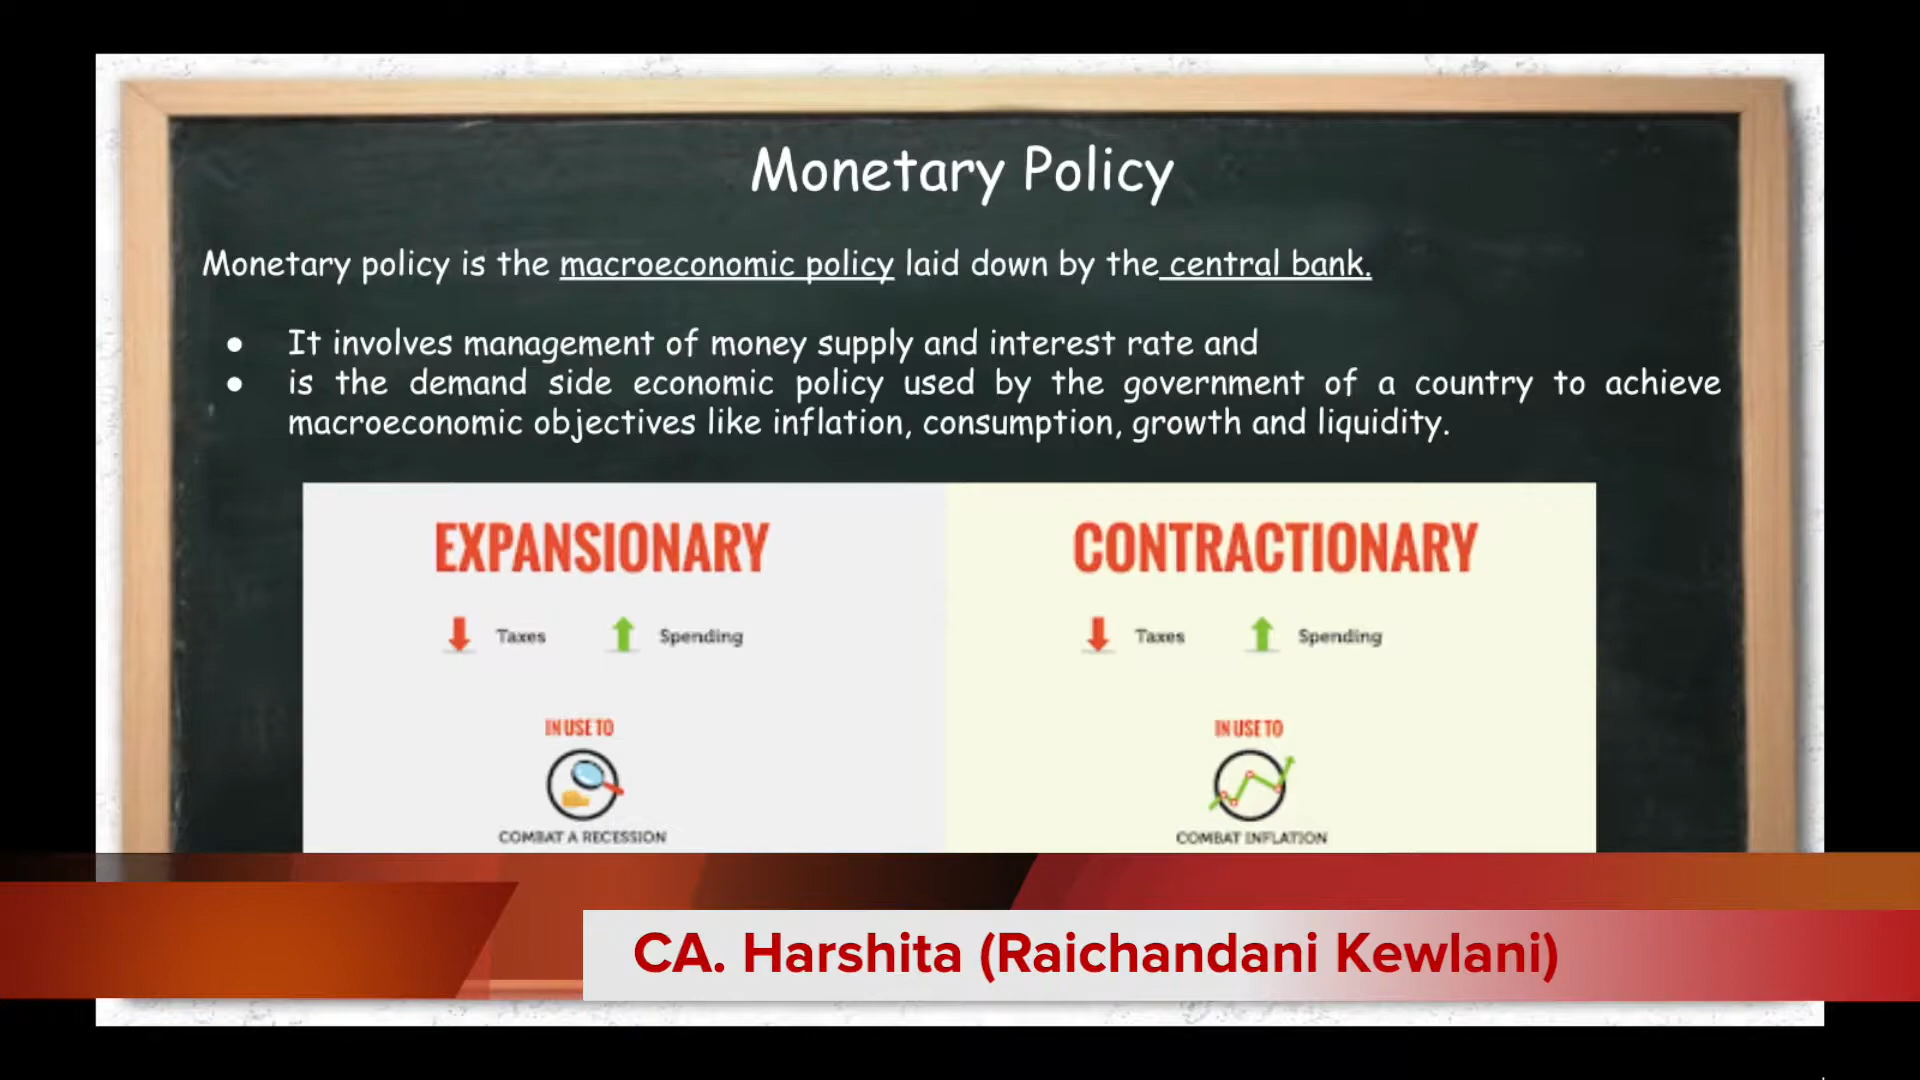 Monetary Policy
Monetary policy is the macroeconomic policy laid down by the central bank.
● It involves management of money supply and interest rate and
● is the demand side economic policy used by the government of a country to achieve
macroeconomic objectives like inflation, consumption, growth and liquidity.
EXPANSIONARY
Taxes Spending
IN USE TO
COMBAT A RECESSION
CONTRACTIONARY
Taxes Spending
IN USE TO
COMBAT INFLATION
CA. Harshita (Raichandani Kewlani)